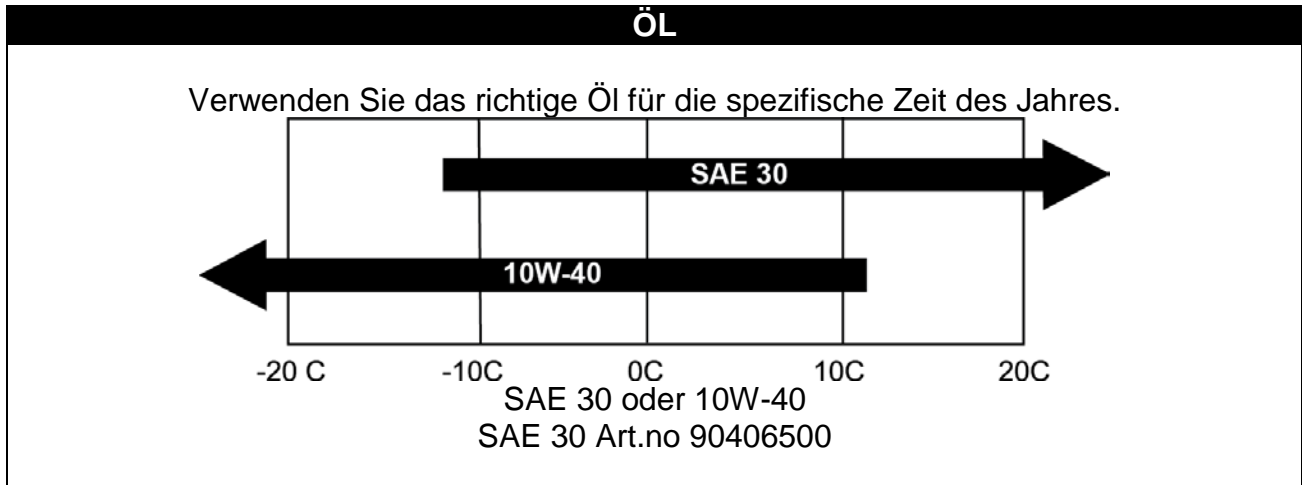 ÖL
Verwenden Sie das richtige Öl für die spezifische Zeit des Jahres.
SAE 30
10W-40
-20 C -10C 0C 10C 20C
SAE 30 oder 10W-40
SAE 30 Art.no 90406500